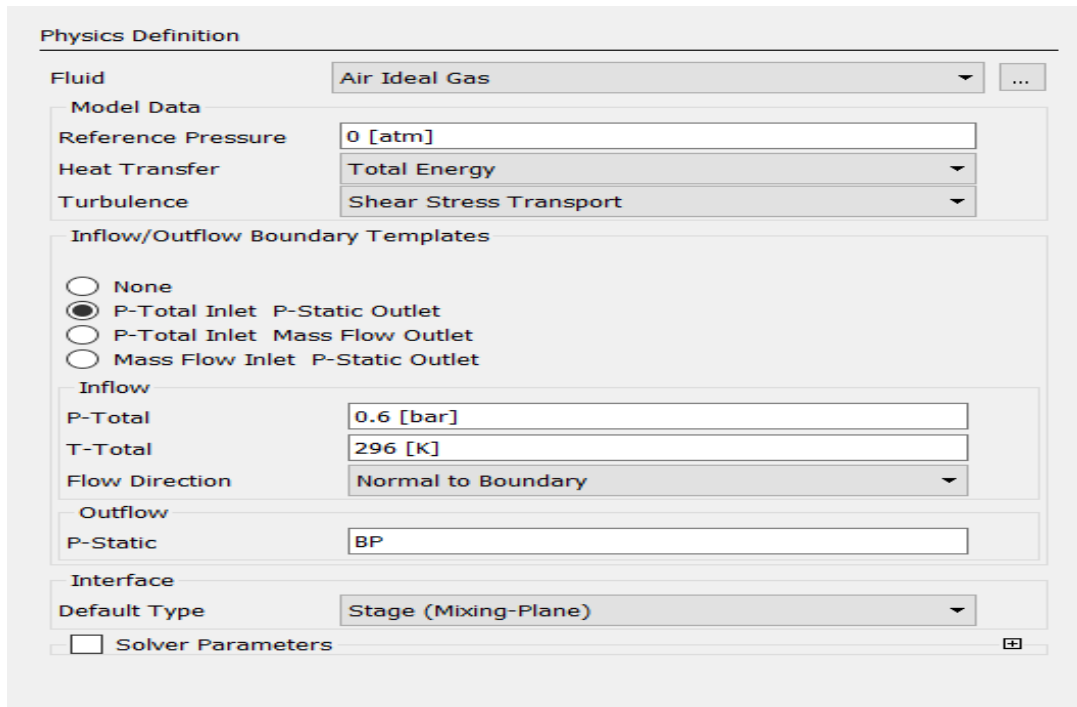 Physics Definition
Fluid Air Ideal Gas ...
Model Data
Reference Pressure 0 [atm]
Heat Transfer Total Energy
Turbulence Shear Stress Transport
Inflow/Outflow Boundary Templates
None
P-Total Inlet P-Static Outlet
P-Total Inlet Mass Flow Outlet
Mass Flow Inlet P-Static Outlet
Inflow
P-Total 0.6 [bar]
T-Total 296 [K]
Flow Direction Normal to Boundary
Outflow
P-Static BP
Interface
Default Type Stage (Mixing-Plane)
Solver Parameters